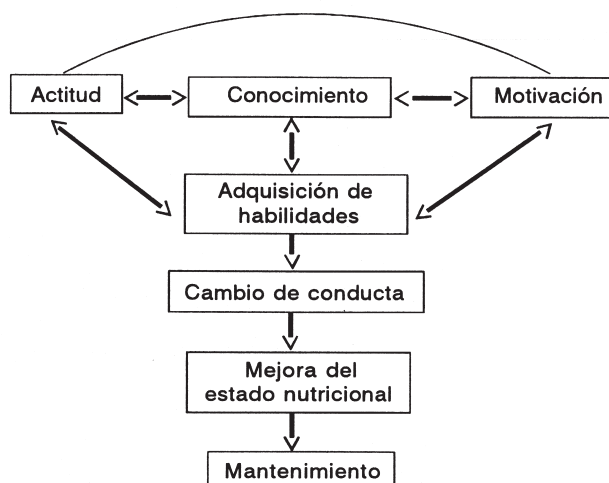 Actitud
Conocimiento
Motivación
Adquisición de
habilidades
Cambio de conducta
Mejora del
estado nutricional
Mantenimiento